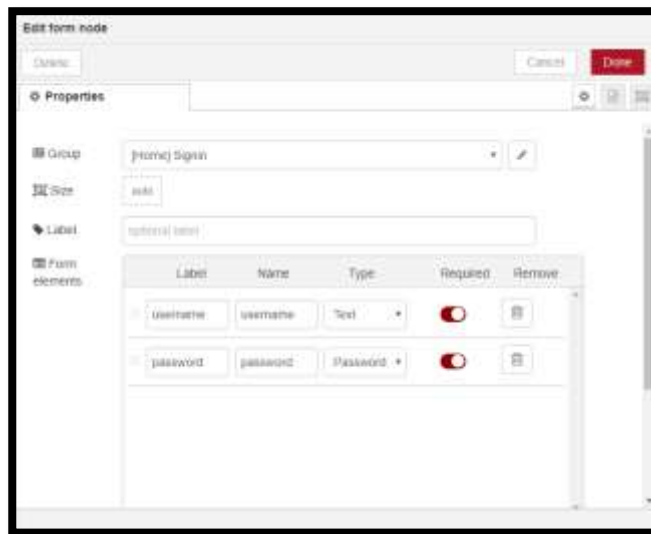 Edit form node
Delete Cancel Done
Properties
Group [Home] Signin
Size auto
Label optional label
Form elements
Label Name Type Required Remove
username username Text
password password Password